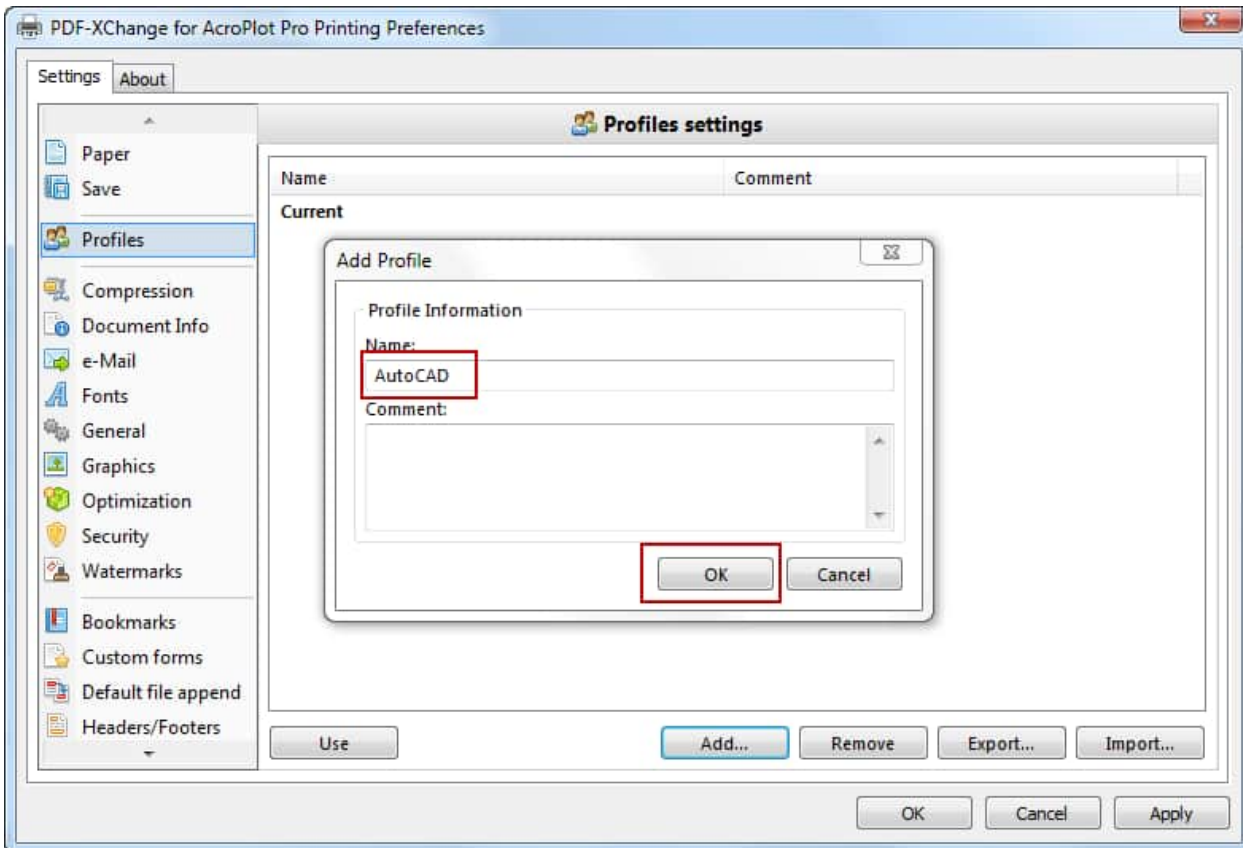 PDF-XChange for AcroPlot Pro Printing Preferences
Settings About
Profiles settings
Paper
Save
Profiles
Compression
Document Info
e-Mail
Fonts
General
Graphics
Optimization
Security
Watermarks
Bookmarks
Custom forms
Default file append
Headers/Footers
Name Comment
Current
Add Profile
Profile Information
Name:
AutoCAD
Comment:
OK Cancel
Use Add... Remove Export... Import...
OK Cancel Apply